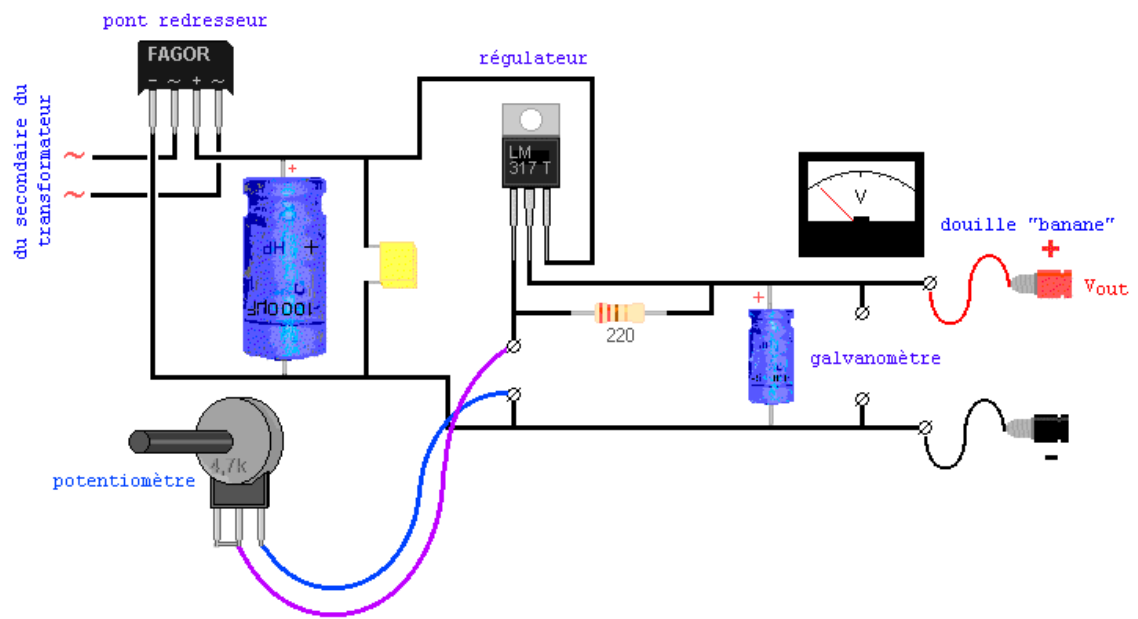 pont redresseur
FAGOR
- ~ + ~
régulateur
du secondaire du
transformateur
~
~
LM
317 T
+
1000µF
+
V
douille "banane"
+
Vout
220
+
galvanomètre
4,7k
potentiomètre
-